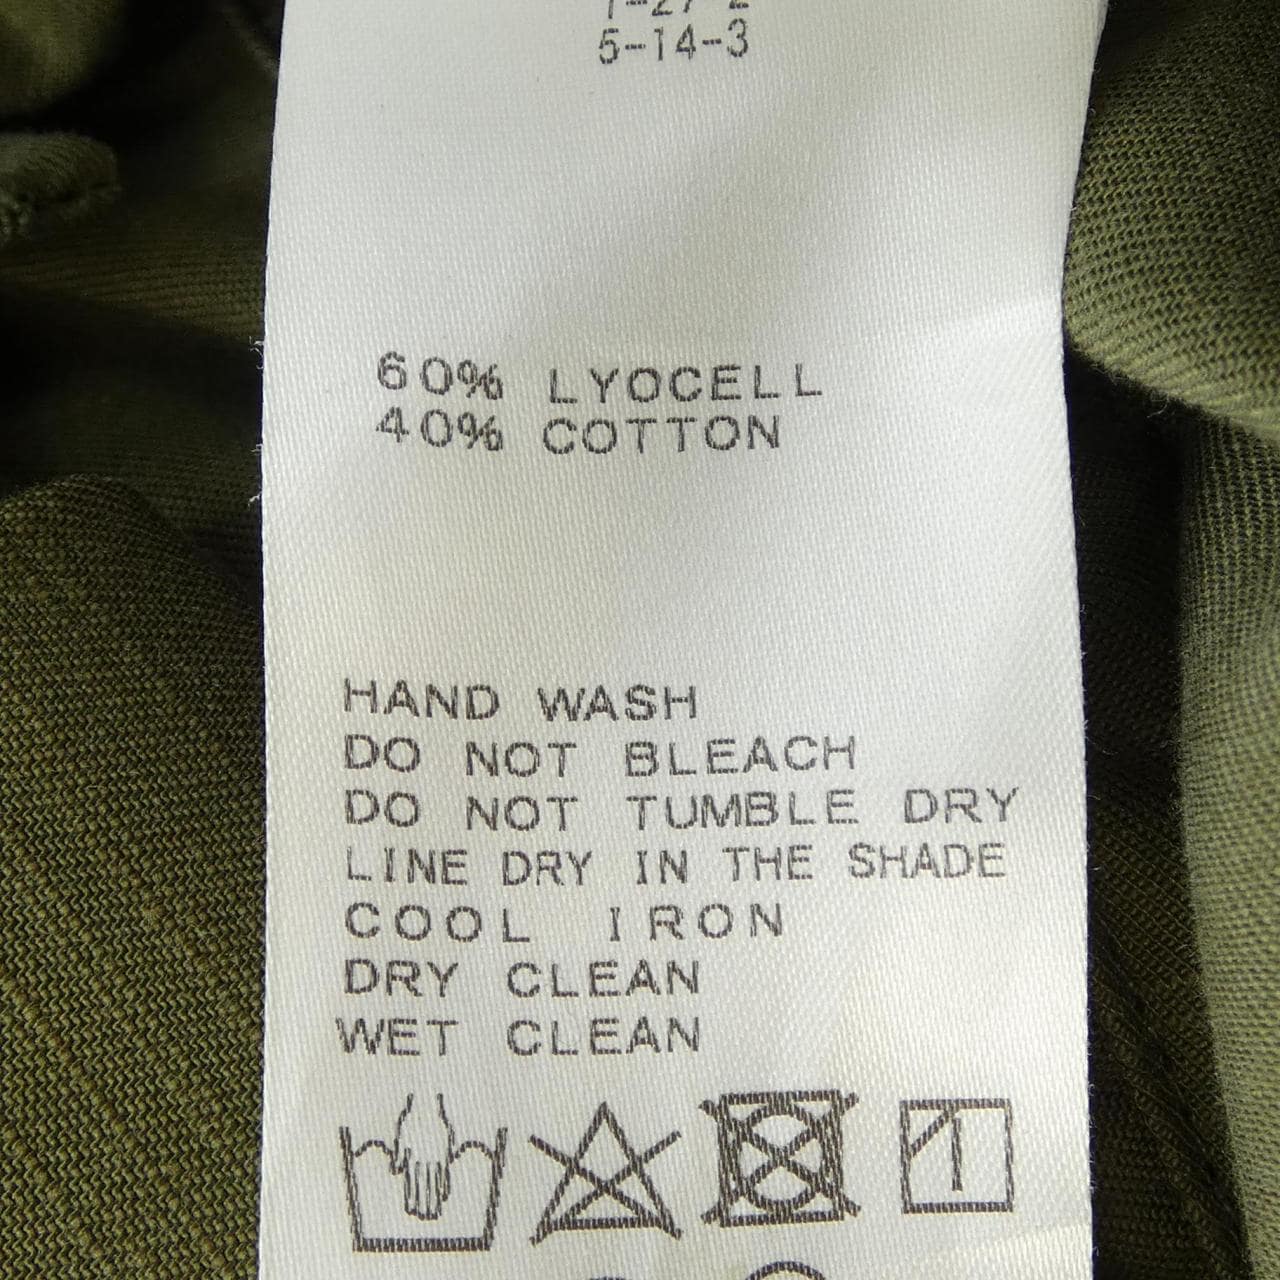 5-14-3
60% LYOCELL
40% COTTON
HAND WASH
DO NOT BLEACH
DO NOT TUMBLE DRY
LINE DRY IN THE SHADE
COOL IRON
DRY CLEAN
WET CLEAN